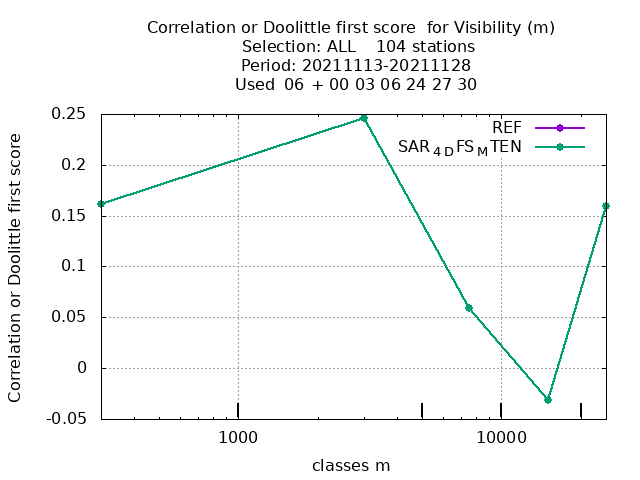 Correlation or Doolittle first score  for Visibility (m)
Selection: ALL    104 stations
Period: 20211113-20211128
Used  06  + 00 03 06 24 27 30
0.25
0.2
0.15
0.1
0.05
0
-0.05
Correlation or Doolittle first score
REF
SAR4DFSMTEN
1000
10000
classes m